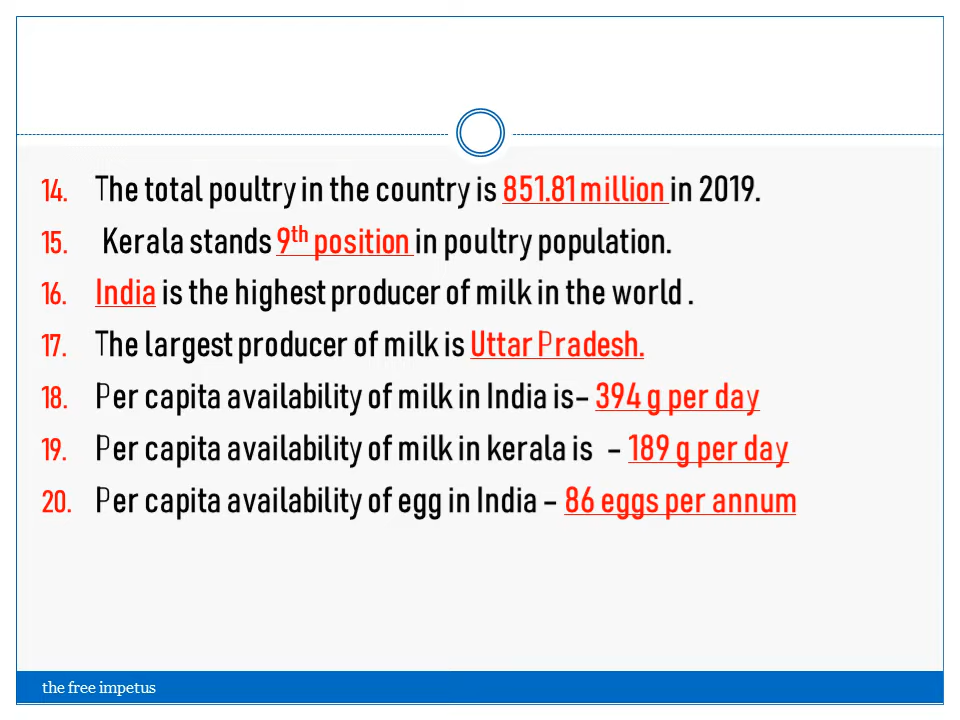 14. The total poultry in the country is 851.81 million in 2019.
15. Kerala stands 9th position in poultry population.
16. India is the highest producer of milk in the world .
17. The largest producer of milk is Uttar Pradesh.
18. Per capita availability of milk in India is– 394 g per day
19. Per capita availability of milk in kerala is – 189 g per day
20. Per capita availability of egg in India – 86 eggs per annum
the free impetus